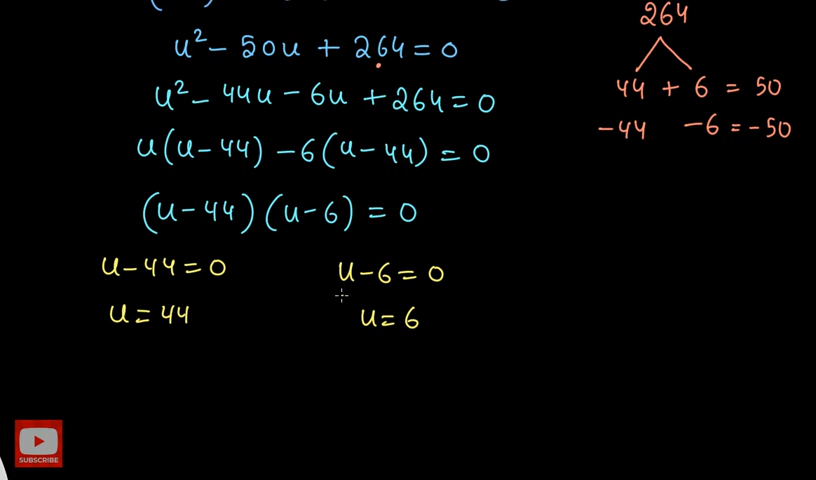 264
u² - 50u + 264 = 0
44 + 6 = 50
u² - 44u - 6u + 264 = 0
-44 -6 = -50
u(u - 44) - 6(u - 44) = 0
(u - 44)(u - 6) = 0
u - 44 = 0 u - 6 = 0
u = 44 u = 6
SUBSCRIBE